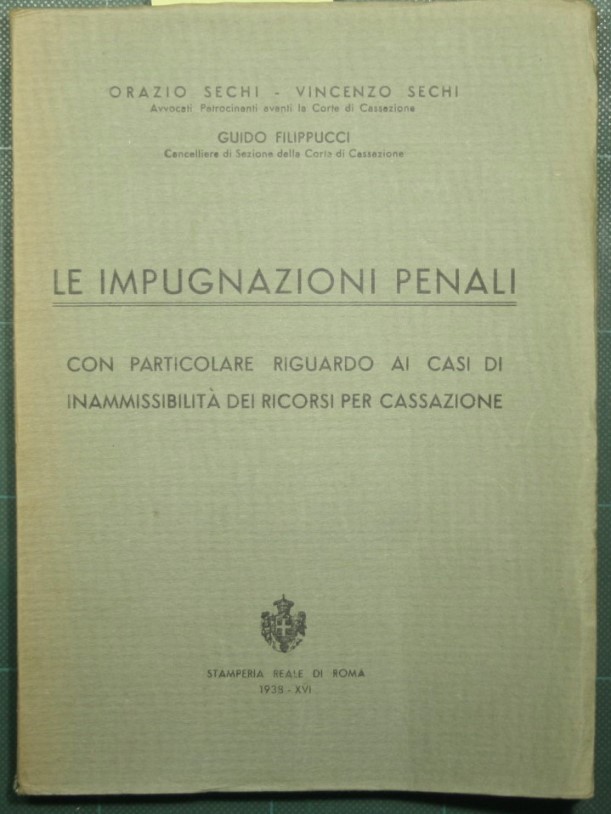 ORAZIO SECHI - VINCENZO SECHI
Avvocati Patrocinanti avanti la Corte di Cassazione
GUIDO FILIPPUCCI
Cancelliere di Sezione della Corte di Cassazione
LE IMPUGNAZIONI PENALI
CON PARTICOLARE RIGUARDO AI CASI DI
INAMMISSIBILITÀ DEI RICORSI PER CASSAZIONE
STAMPERIA REALE DI ROMA
1938 - XVI